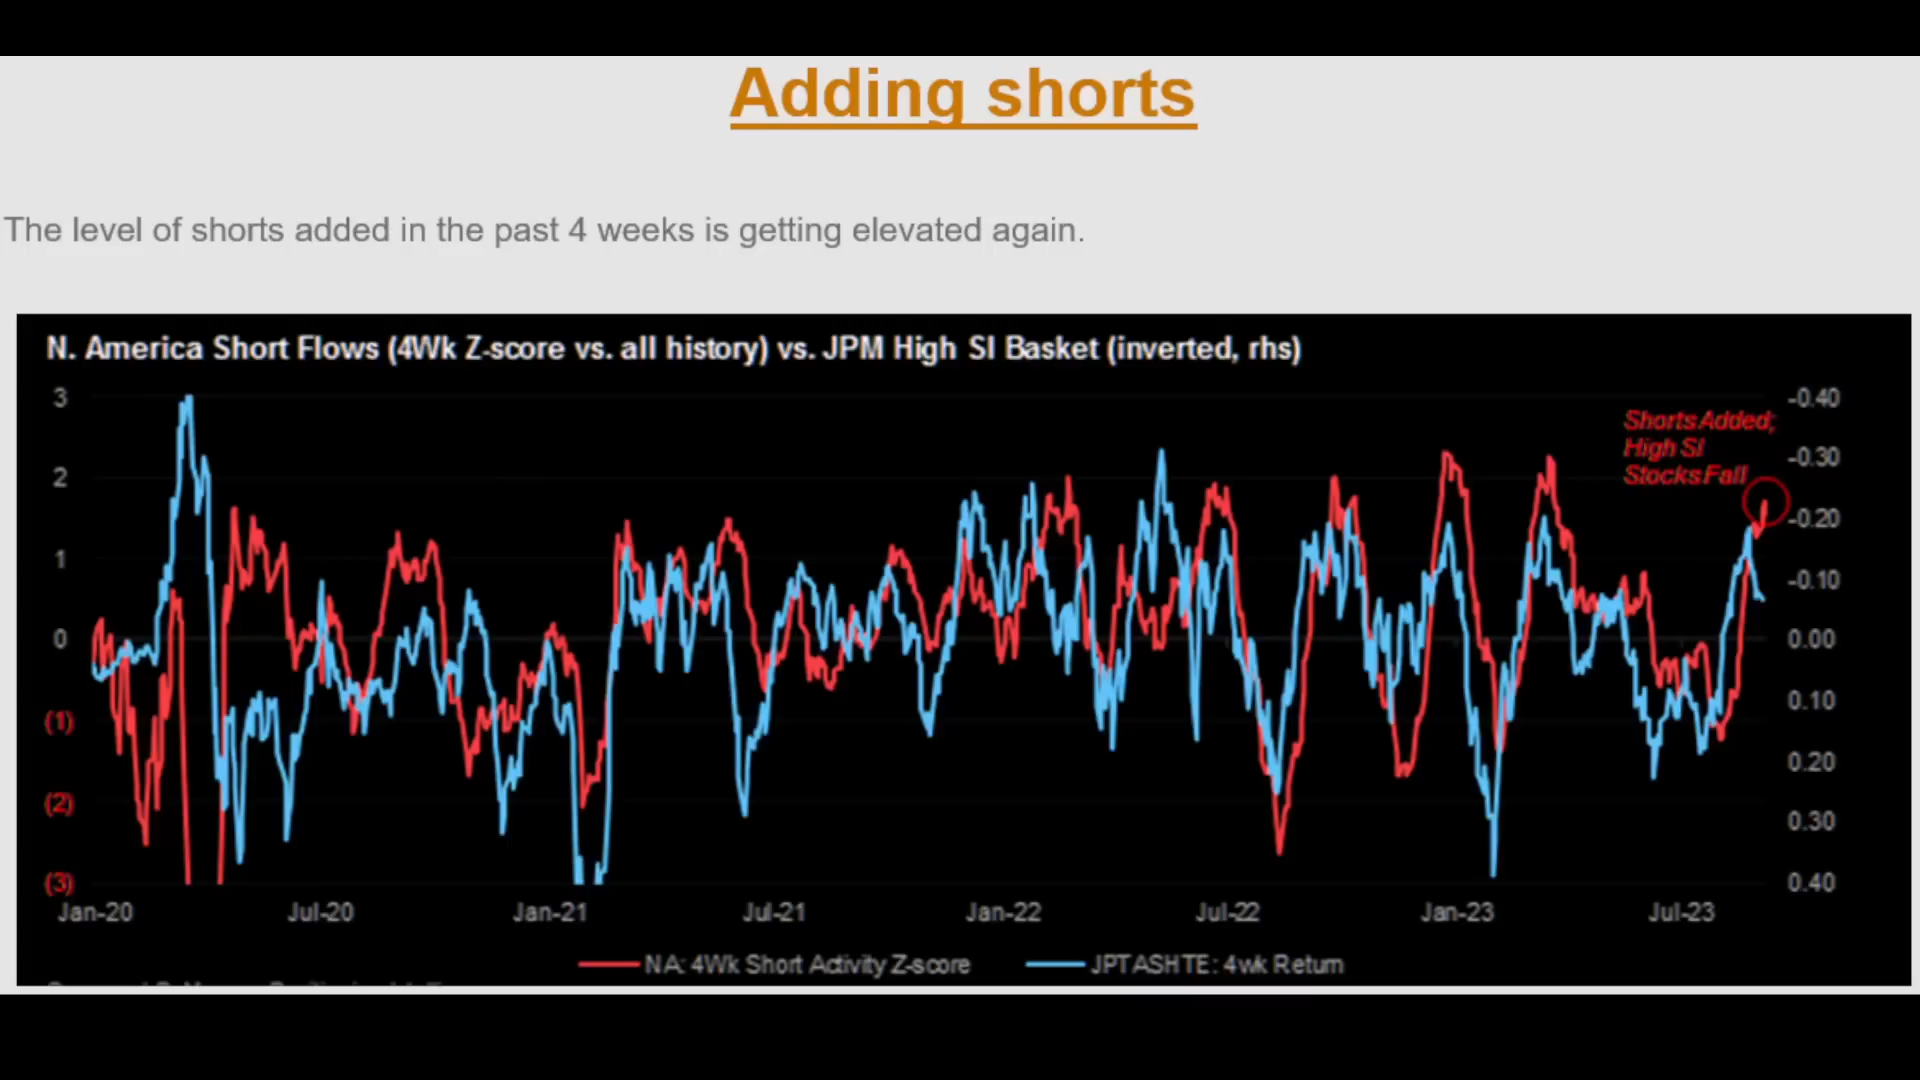 Adding shorts
The level of shorts added in the past 4 weeks is getting elevated again.
N. America Short Flows (4Wk Z-score vs. all history) vs. JPM High SI Basket (inverted, rhs)
3
2
1
0
(1)
(2)
(3)
Shorts Added;
High SI
Stocks Fall
-0.40
-0.30
-0.20
-0.10
0.00
0.10
0.20
0.30
0.40
Jan-20 Jul-20 Jan-21 Jul-21 Jan-22 Jul-22 Jan-23 Jul-23
NA: 4Wk Short Activity Z-score JPTASHTE: 4wk Return